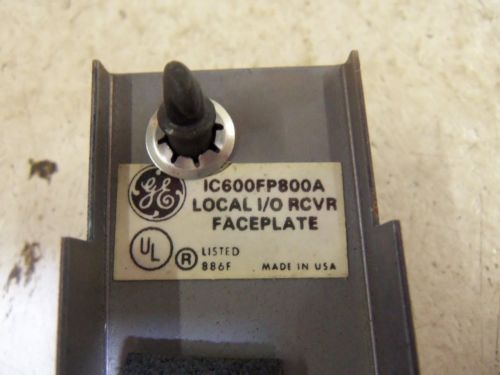 GE IC600FP800A
LOCAL I/O RCVR
FACEPLATE
UL ® LISTED
886F MADE IN USA